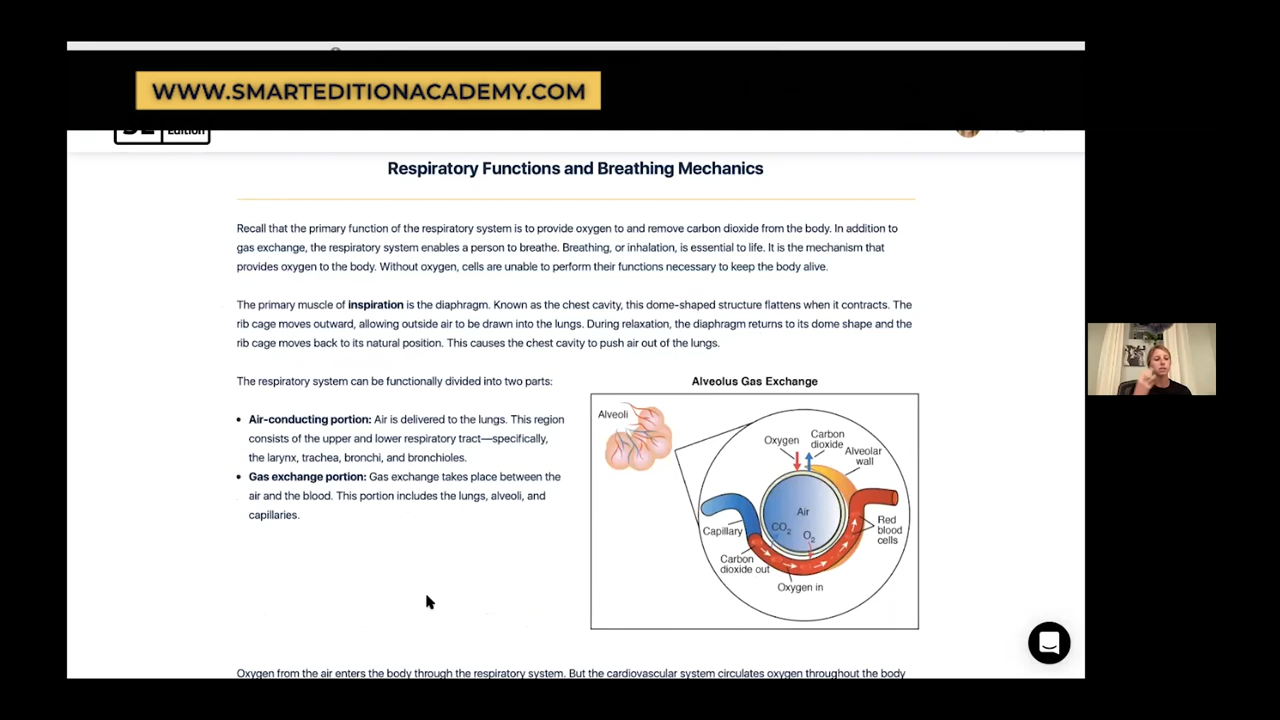 WWW.SMARTEDITIONACADEMY.COM
Edition
Respiratory Functions and Breathing Mechanics
Recall that the primary function of the respiratory system is to provide oxygen to and remove carbon dioxide from the body. In addition to
gas exchange, the respiratory system enables a person to breathe. Breathing, or inhalation, is essential to life. It is the mechanism that
provides oxygen to the body. Without oxygen, cells are unable to perform their functions necessary to keep the body alive.
The primary muscle of inspiration is the diaphragm. Known as the chest cavity, this dome-shaped structure flattens when it contracts. The
rib cage moves outward, allowing outside air to be drawn into the lungs. During relaxation, the diaphragm returns to its dome shape and the
rib cage moves back to its natural position. This causes the chest cavity to push air out of the lungs.
The respiratory system can be functionally divided into two parts:
• Air-conducting portion: Air is delivered to the lungs. This region
consists of the upper and lower respiratory tract—specifically,
the larynx, trachea, bronchi, and bronchioles.
• Gas exchange portion: Gas exchange takes place between the
air and the blood. This portion includes the lungs, alveoli, and
capillaries.
Alveolus Gas Exchange
Alveoli
Oxygen
Carbon
dioxide
Alveolar
wall
Air
Capillary
CO2
O2
Red
blood
cells
Carbon
dioxide out
Oxygen in
Oxygen from the air enters the body through the respiratory system. But the cardiovascular system circulates oxygen throughout the body